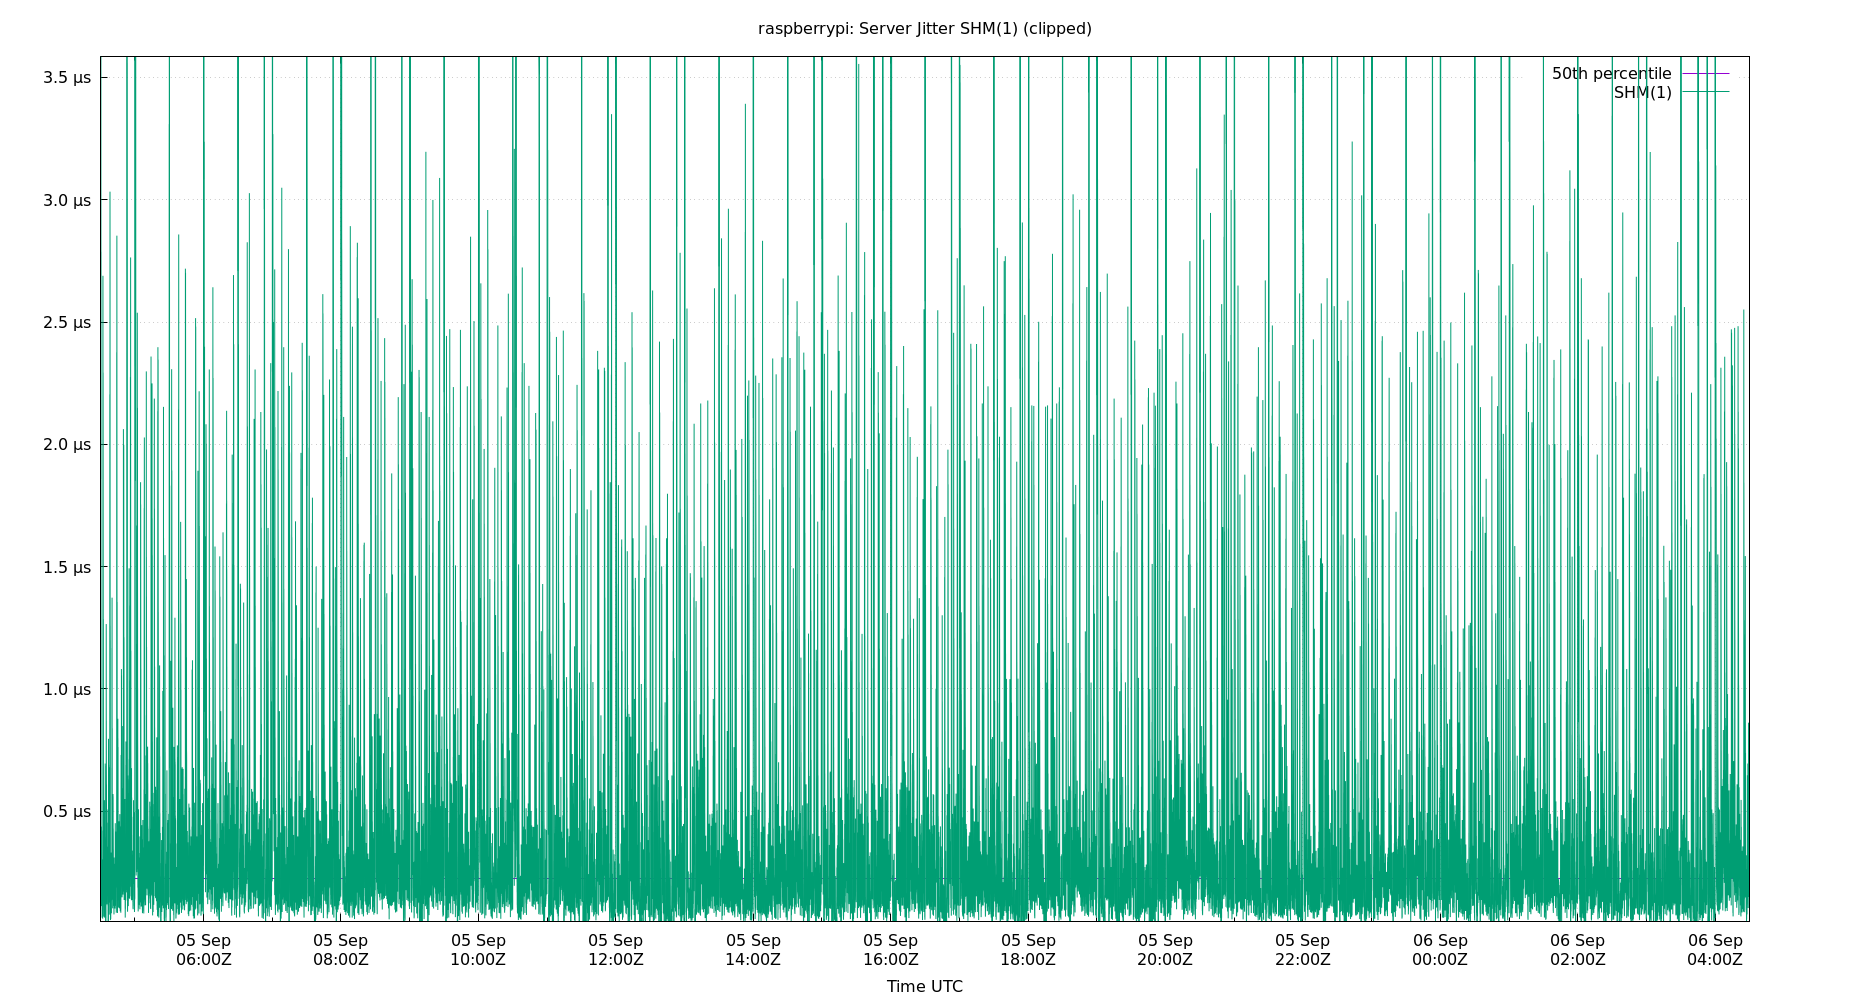 raspberrypi: Server Jitter SHM(1) (clipped)
3.5 µs
3.0 µs
2.5 µs
2.0 µs
1.5 µs
1.0 µs
0.5 µs
50th percentile
SHM(1)
05 Sep 05 Sep 05 Sep 05 Sep 05 Sep 05 Sep 05 Sep 05 Sep 05 Sep 06 Sep 06 Sep 06 Sep
06:00Z 08:00Z 10:00Z 12:00Z 14:00Z 16:00Z 18:00Z 20:00Z 22:00Z 00:00Z 02:00Z 04:00Z
Time UTC